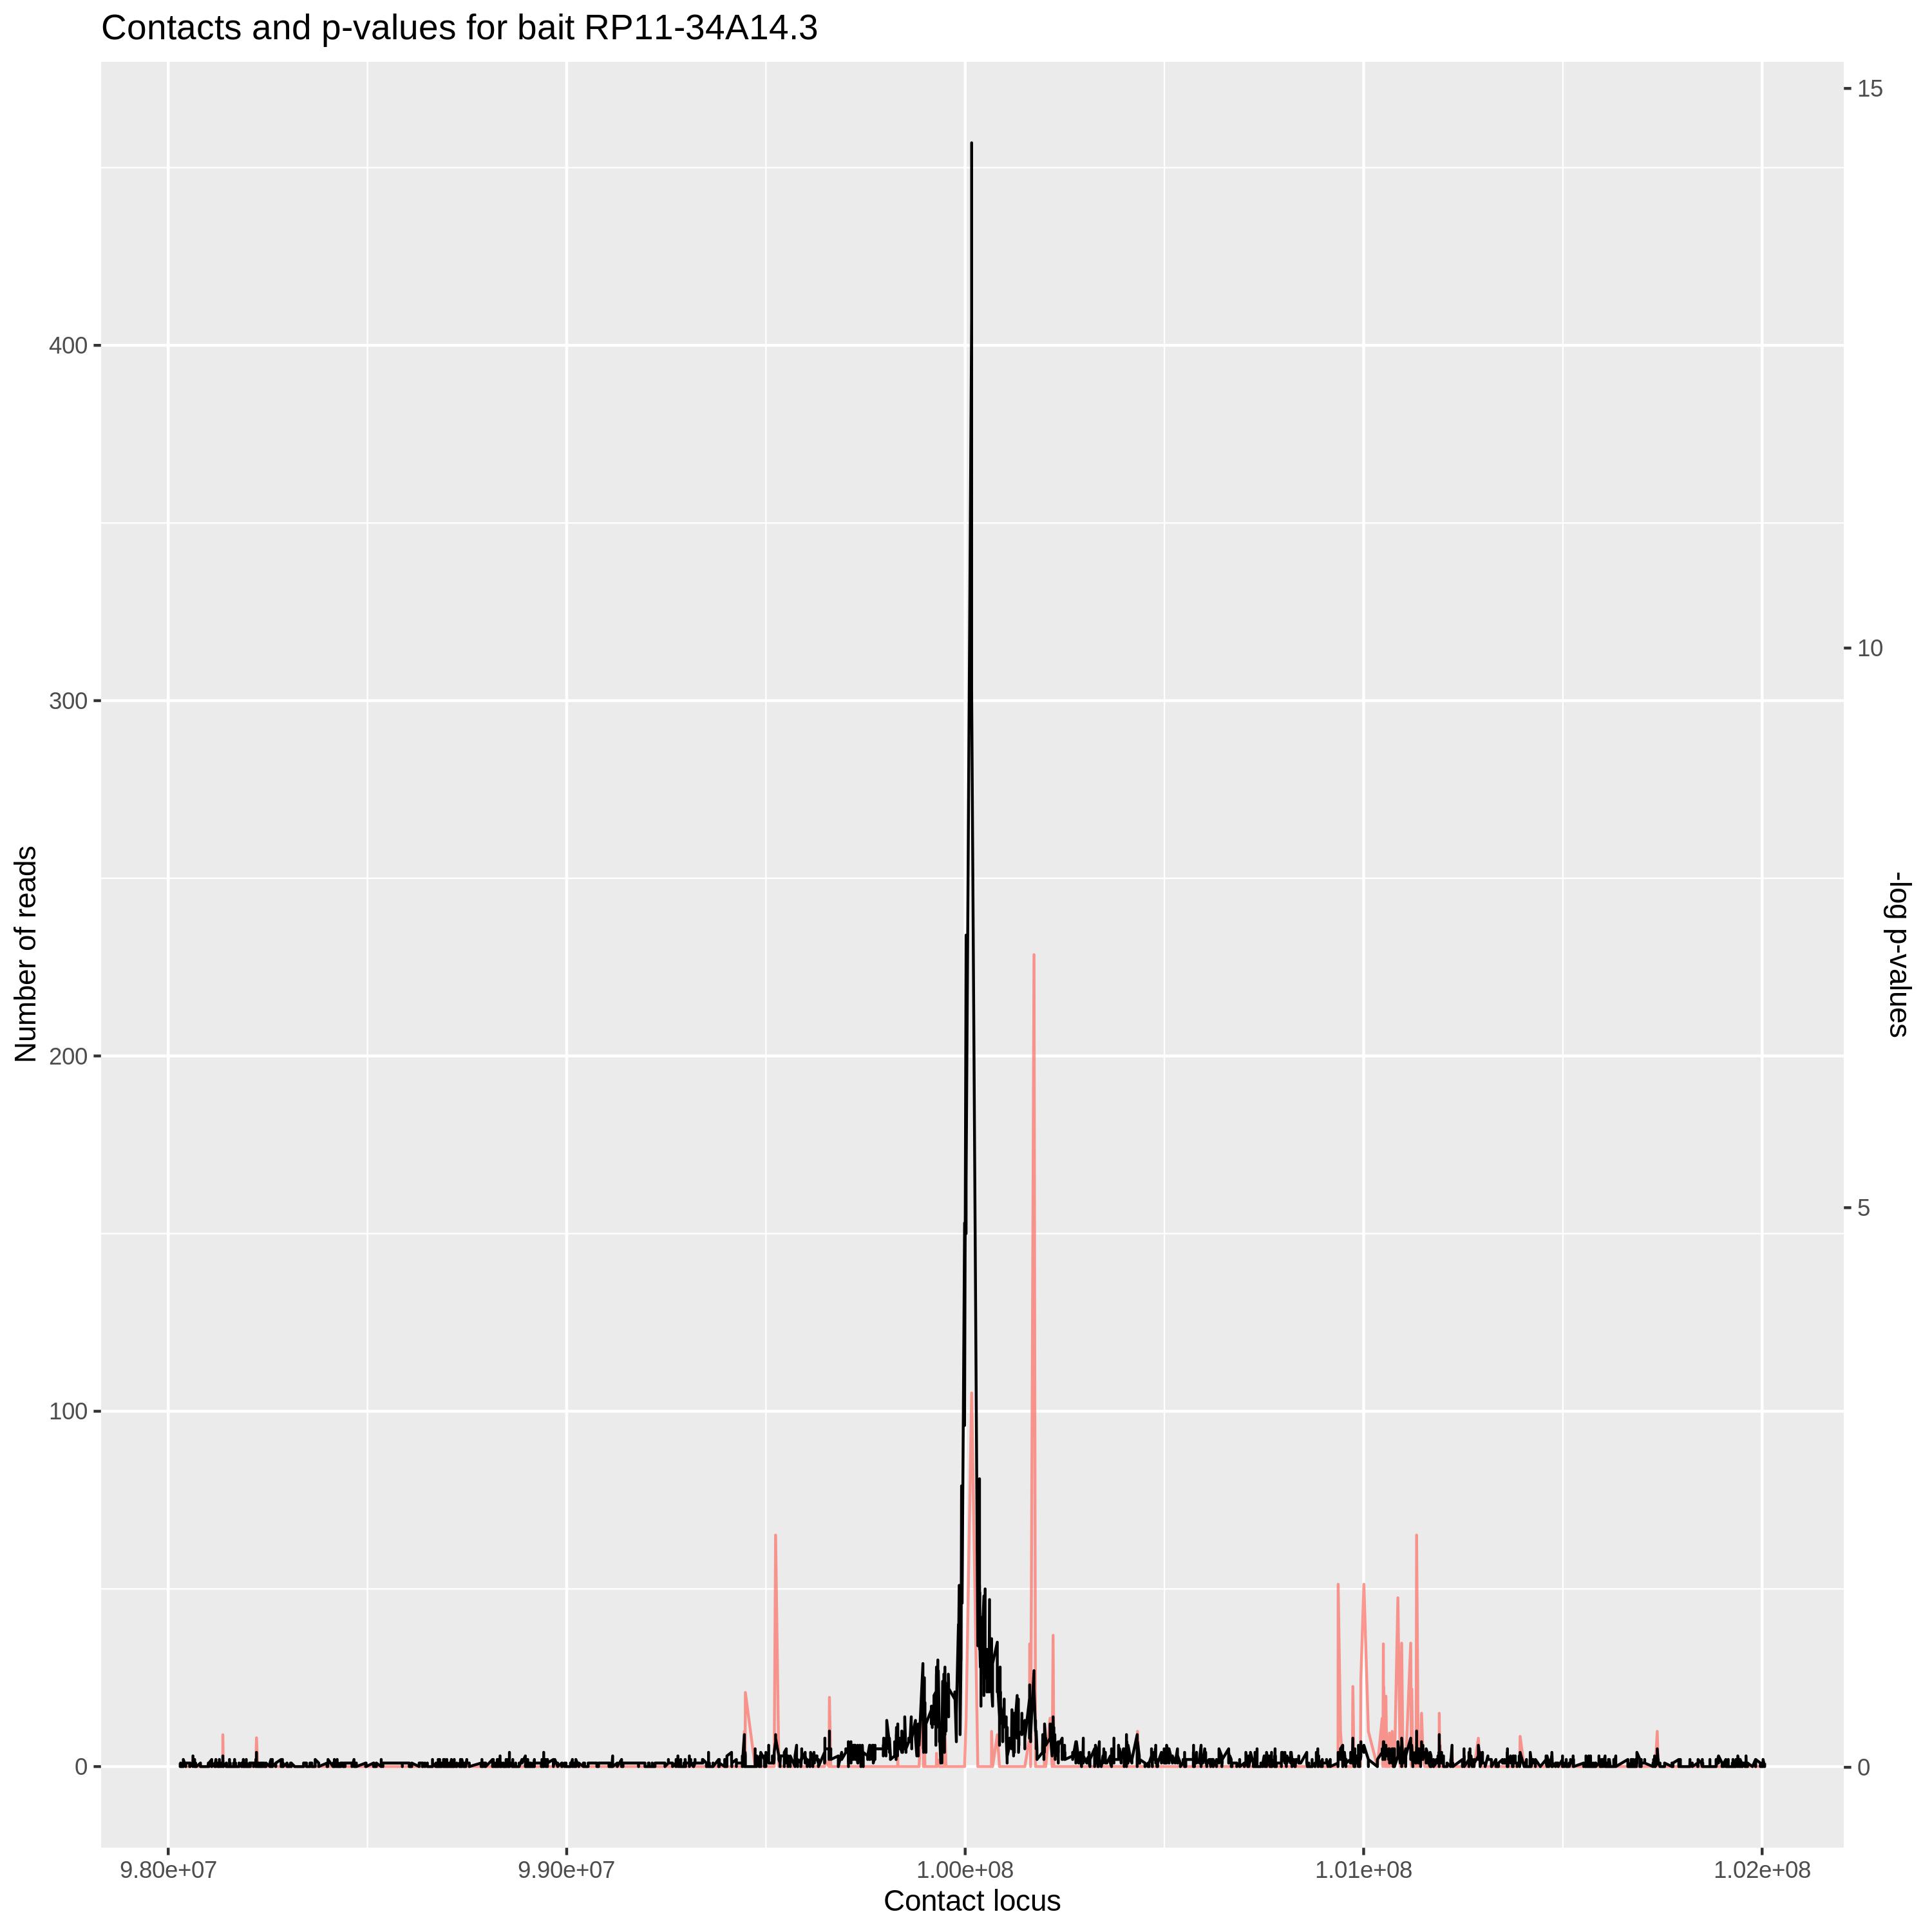 Contacts and p-values for bait RP11-34A14.3
15
400
10
300
Number of reads
-log p-values
200
5
100
0
0
9.80e+07
9.90e+07
1.00e+08
1.01e+08
1.02e+08
Contact locus